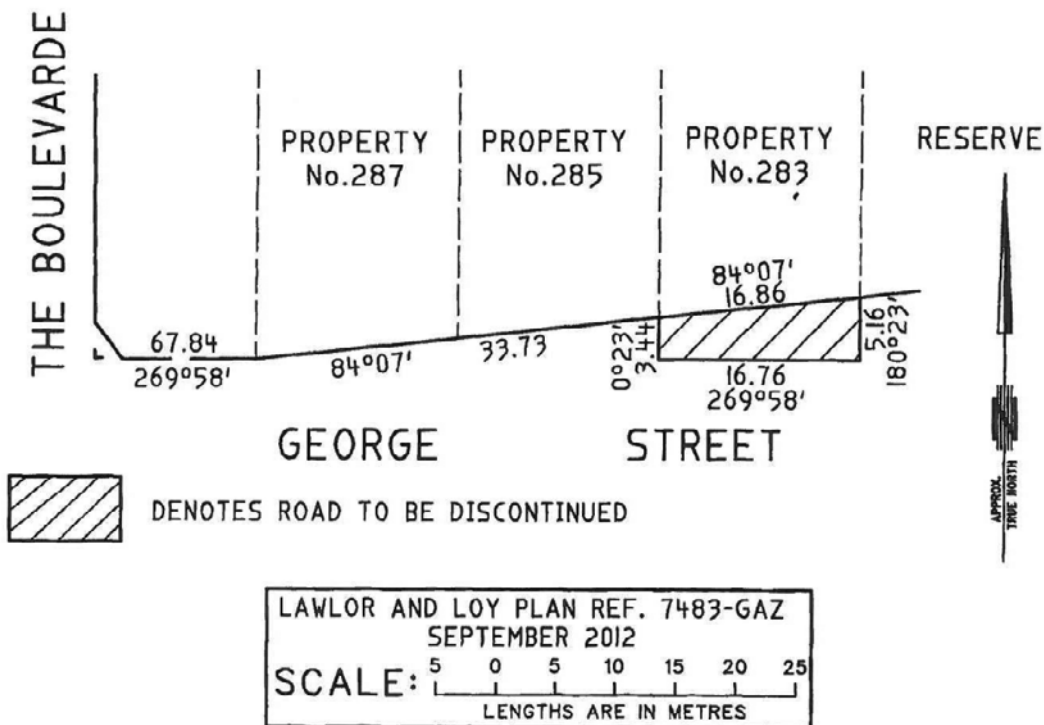 THE BOULEVARDE
PROPERTY
No.287
PROPERTY
No.285
PROPERTY
No.283
RESERVE
84°07'
16.86
67.84
269°58'
84°07'
33.73
0°23'
3.44
5.16
180°23'
16.76
269°58'
GEORGE STREET
APPROX.
TRUE NORTH
DENOTES ROAD TO BE DISCONTINUED
LAWLOR AND LOY PLAN REF. 7483-GAZ
SEPTEMBER 2012
SCALE: 5 0 5 10 15 20 25
LENGTHS ARE IN METRES